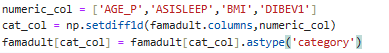 numeric_col = ['AGE_P','ASISLEEP','BMI','DIBEV1']
cat_col = np.setdiff1d(famadult.columns,numeric_col)
famadult[cat_col] = famadult[cat_col].astype('category')